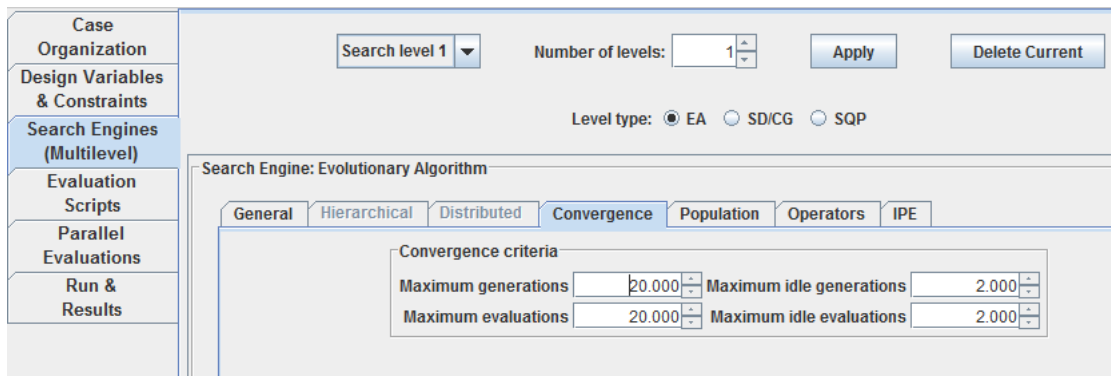 Case
Organization
Design Variables
& Constraints
Search Engines
(Multilevel)
Evaluation
Scripts
Parallel
Evaluations
Run &
Results
Search level 1 Number of levels: 1 Apply Delete Current
Level type: EA SD/CG SQP
Search Engine: Evolutionary Algorithm
General Hierarchical Distributed Convergence Population Operators IPE
Convergence criteria
Maximum generations 20.000 Maximum idle generations 2.000
Maximum evaluations 20.000 Maximum idle evaluations 2.000